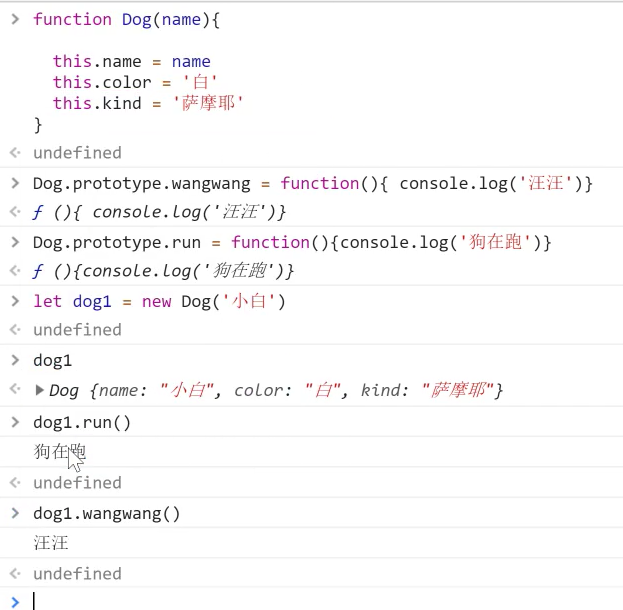 function Dog(name){
this.name = name
this.color = '白'
this.kind = '萨摩耶'
}
undefined
Dog.prototype.wangwang = function(){ console.log('汪汪')}
ƒ (){ console.log('汪汪')}
Dog.prototype.run = function(){console.log('狗在跑')}
ƒ (){console.log('狗在跑')}
let dog1 = new Dog('小白')
undefined
dog1
Dog {name: "小白", color: "白", kind: "萨摩耶"}
dog1.run()
狗在跑
undefined
dog1.wangwang()
汪汪
undefined